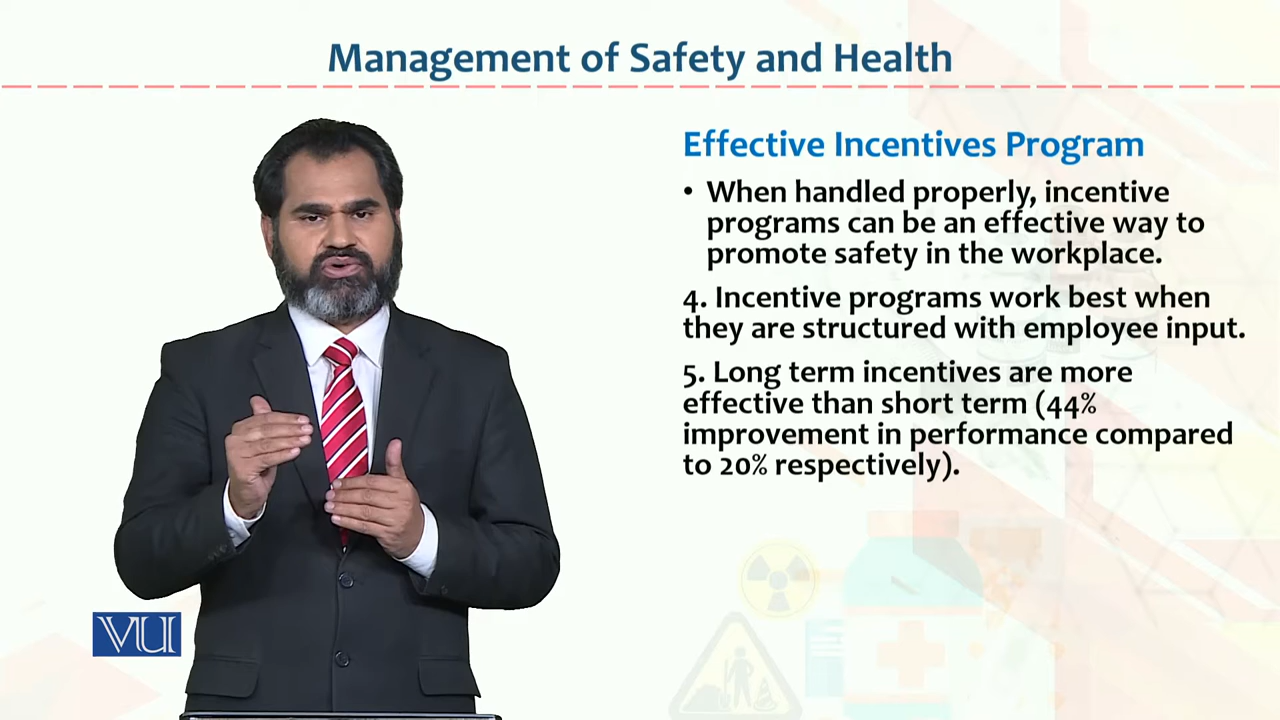 Management of Safety and Health
Effective Incentives Program
• When handled properly, incentive
programs can be an effective way to
promote safety in the workplace.
4. Incentive programs work best when
they are structured with employee input.
5. Long term incentives are more
effective than short term (44%
improvement in performance compared
to 20% respectively).
VU